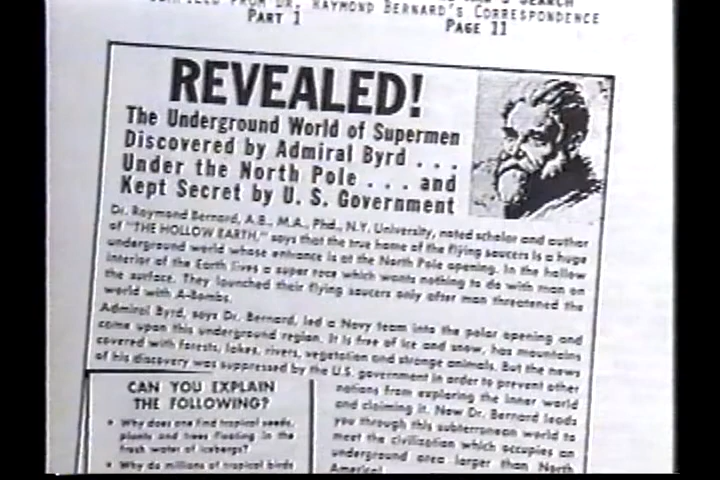 FROM DR. RAYMOND BERNARD'S CORRESPONDENCE
PART 1 PAGE 11
REVEALED!
The Underground World of Supermen
Discovered by Admiral Byrd . . .
Under the North Pole . . . and
Kept Secret by U. S. Government
Dr. Raymond Bernard, A.B., M.A., Phd., N.Y. University, noted scholar and author
of "THE HOLLOW EARTH," says that the true home of the flying saucers is a huge
underground world whose entrance is at the North Pole opening. In the hollow
interior of the Earth lives a super race which wants nothing to do with man on
the surface. They launched their flying saucers only after man threatened the
world with A-Bombs.
Admiral Byrd, says Dr. Bernard, led a Navy team into the polar opening and
came upon this underground region. It is free of ice and snow, has mountains
covered with forests, lakes, rivers, vegetation and strange animals. But the news
of his discovery was suppressed by the U.S. government in order to prevent other
nations from exploring the inner world
and claiming it. Now Dr. Bernard leads
you through this subterranean world to
meet the civilization which occupies an
underground area larger than North
America!
CAN YOU EXPLAIN
THE FOLLOWING?
• Why does one find tropical seeds,
plants and trees floating in the
fresh water of icebergs?
• Why do millions of tropical birds